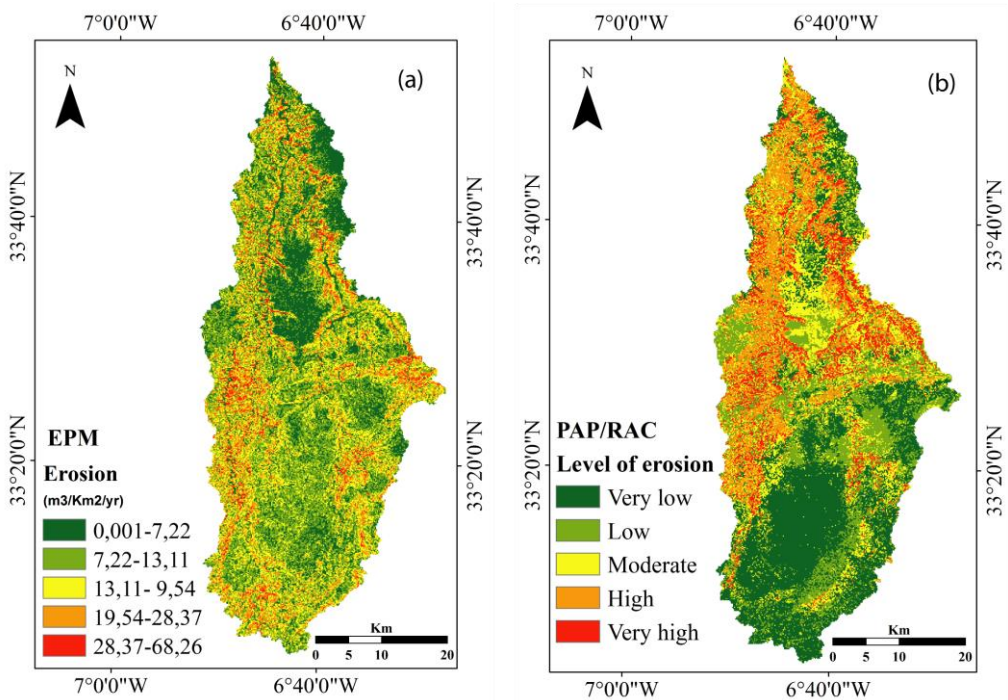 7°0'0"W 6°40'0"W
N
(a)
33°40'0"N 33°40'0"N
33°20'0"N 33°20'0"N
EPM
Erosion
(m3/Km2/yr)
0,001-7,22
7,22-13,11
13,11- 9,54
19,54-28,37
28,37-68,26
Km
0 5 10 20
7°0'0"W 6°40'0"W
7°0'0"W 6°40'0"W
N
(b)
33°40'0"N 33°40'0"N
33°20'0"N 33°20'0"N
PAP/RAC
Level of erosion
Very low
Low
Moderate
High
Very high
Km
0 5 10 20
7°0'0"W 6°40'0"W